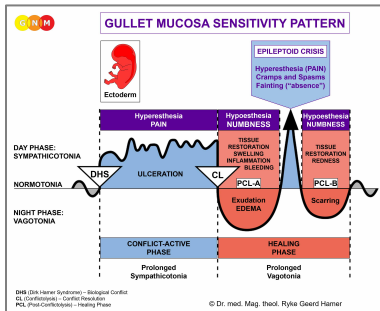 GNM
GULLET MUCOSA SENSITIVITY PATTERN
EPILEPTOID CRISIS
Hyperesthesia (PAIN)
Cramps and Spasms
Fainting (“absence”)
Ectoderm
Hyperesthesia
PAIN
Hypoesthesia
NUMBNESS
Hypoesthesia
NUMBNESS
DAY PHASE:
SYMPATHICOTONIA
TISSUE
RESTORATION
SWELLING
INFLAMMATION
BLEEDING
TISSUE
RESTORATION
REDNESS
DHS
ULCERATION
CL
PCL-A
PCL-B
NORMOTONIA
NIGHT PHASE:
VAGOTONIA
Exudation
EDEMA
Scarring
CONFLICT-ACTIVE
PHASE
HEALING
PHASE
Prolonged
Sympathicotonia
Prolonged
Vagotonia
DHS (Dirk Hamer Syndrome) – Biological Conflict
CL (Conflictolysis) – Conflict Resolution
PCL (Post-Conflictolysis) – Healing Phase
© Dr. med. Mag. theol. Ryke Geerd Hamer